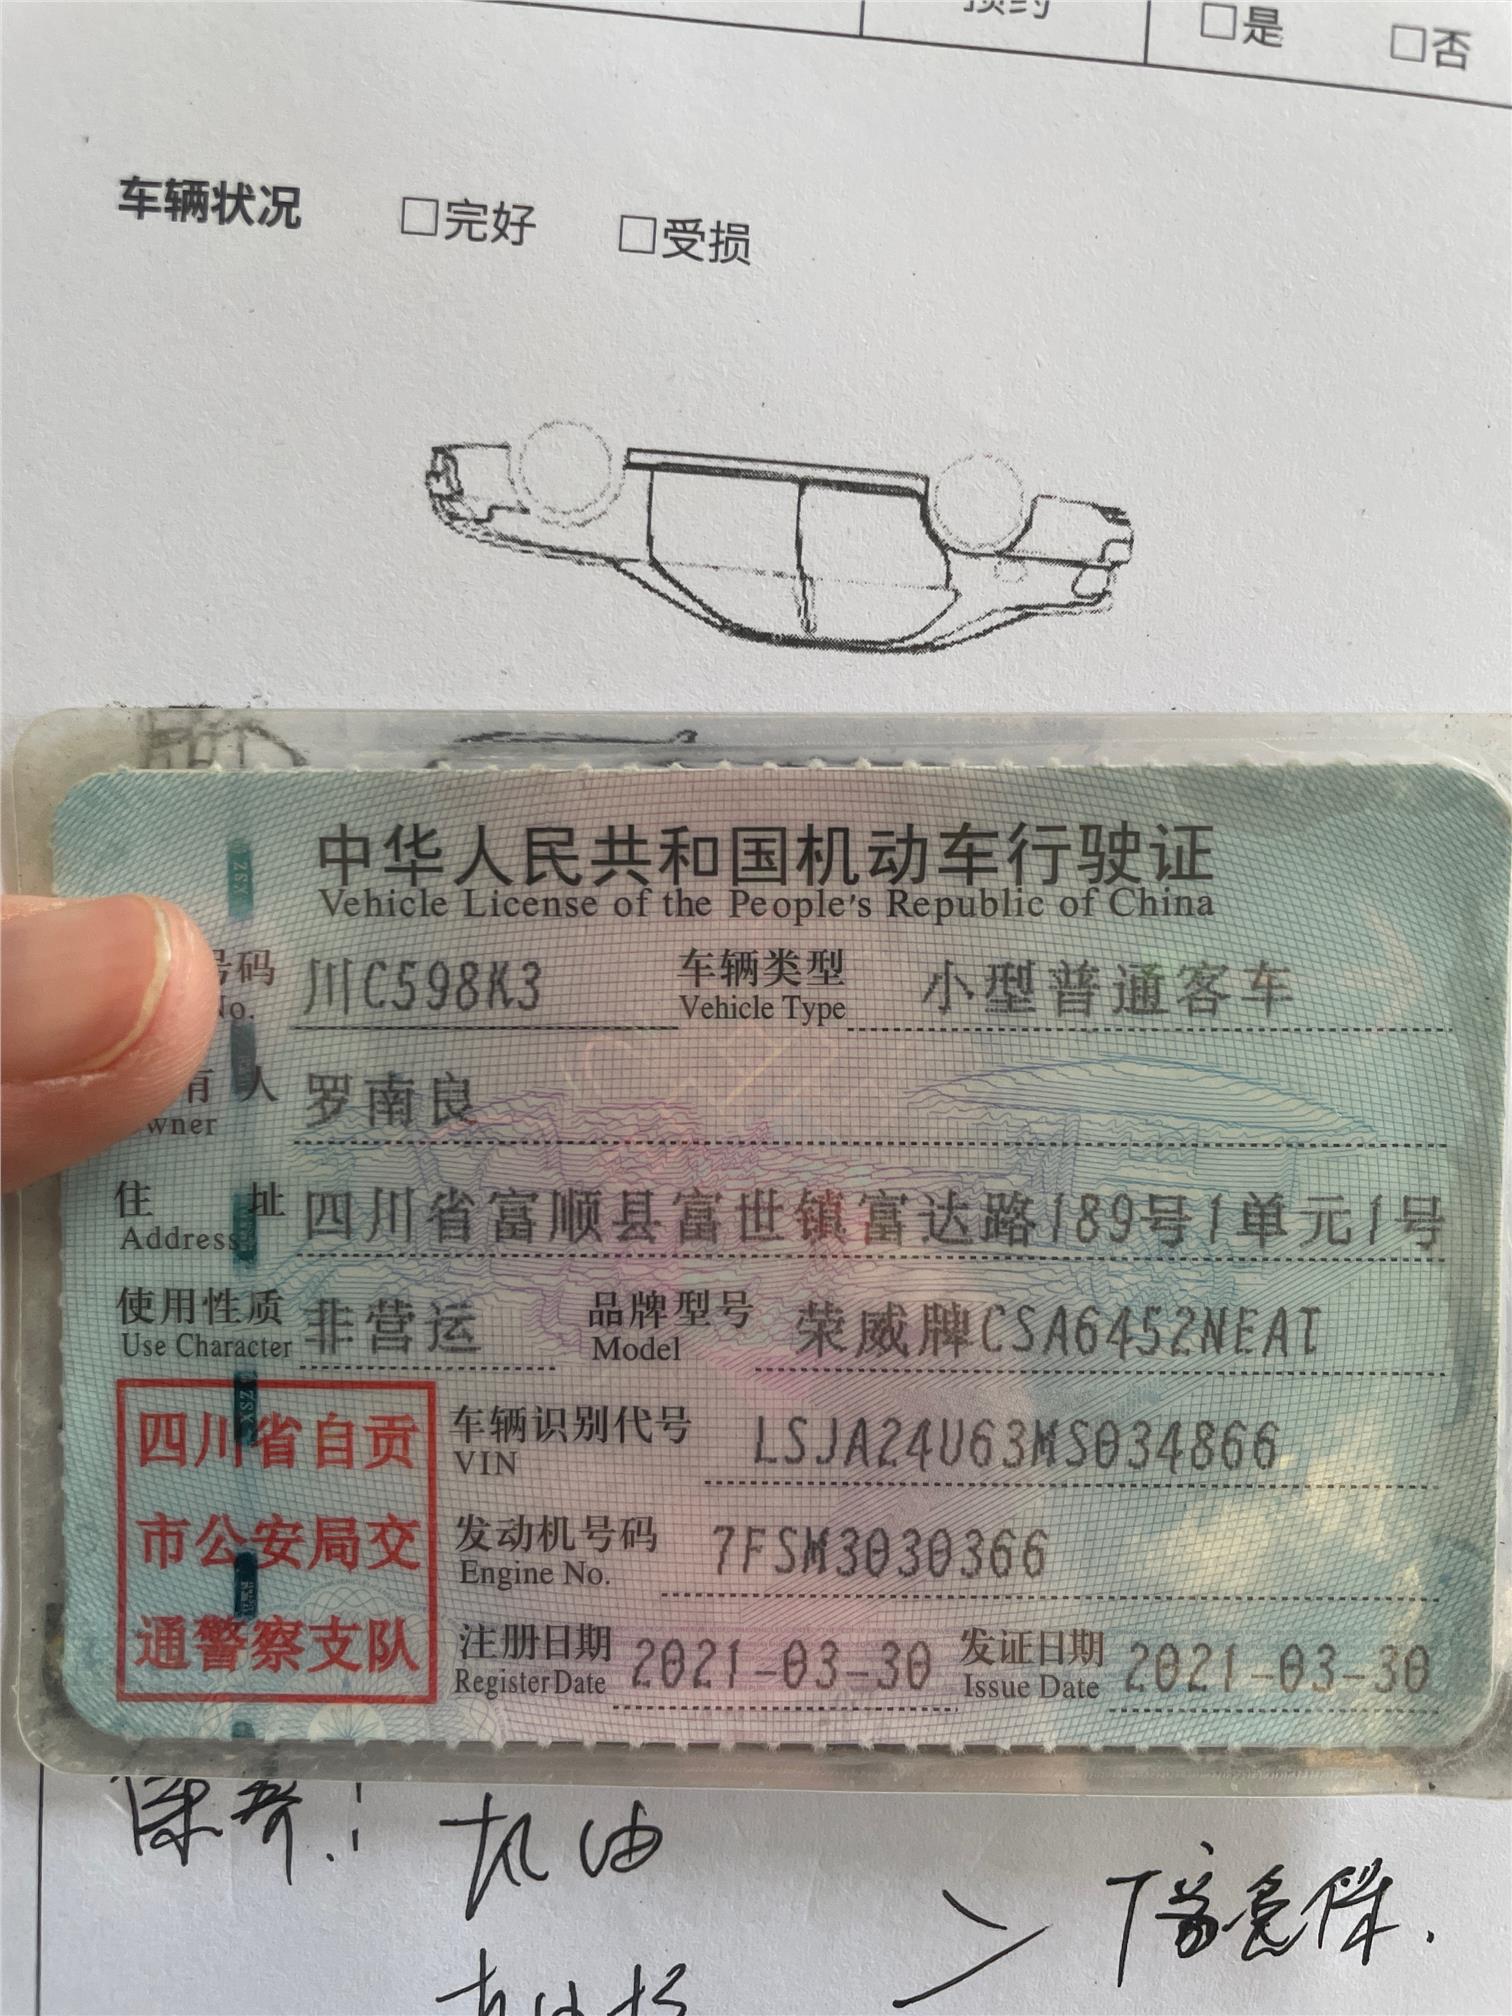 预约 □是 □否
车辆状况 □完好 □受损
中华人民共和国机动车行驶证
Vehicle License of the People's Republic of China
号码 川C598K3 车辆类型 小型普通客车
No. Vehicle Type
有人 罗南良
wner
住址 四川省富顺县富世镇富达路189号1单元1号
Address
使用性质 非营运 品牌型号 荣威牌CSA6452NEAT
Use Character Model
四川省自贡
市公安局交
通警察支队
车辆识别代号 LSJA24U63MS034866
VIN
发动机号码 7FSM3030366
Engine No.
注册日期 2021-03-30 发证日期 2021-03-30
Register Date Issue Date
保养: 机油